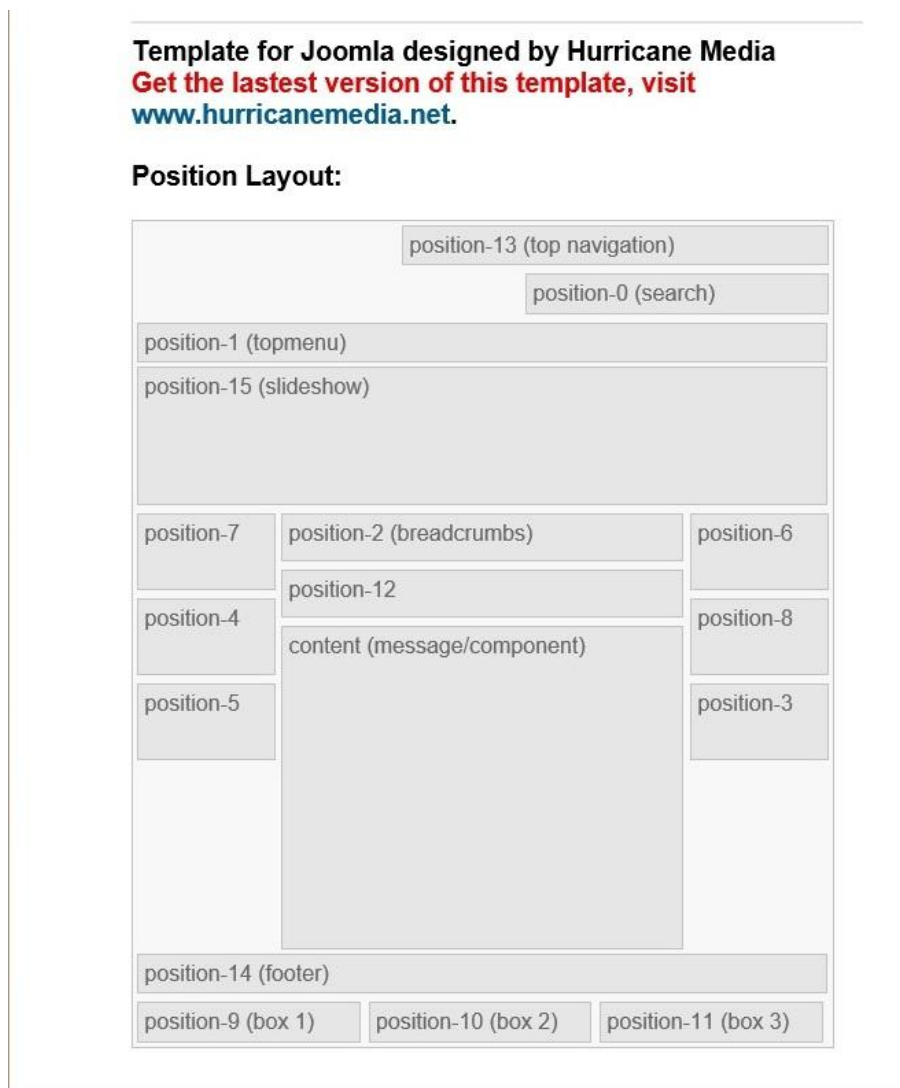 Template for Joomla designed by Hurricane Media
Get the lastest version of this template, visit
www.hurricanemedia.net.
Position Layout:
position-13 (top navigation)
position-0 (search)
position-1 (topmenu)
position-15 (slideshow)
position-7
position-2 (breadcrumbs)
position-6
position-12
position-4
position-8
content (message/component)
position-5
position-3
position-14 (footer)
position-9 (box 1)
position-10 (box 2)
position-11 (box 3)